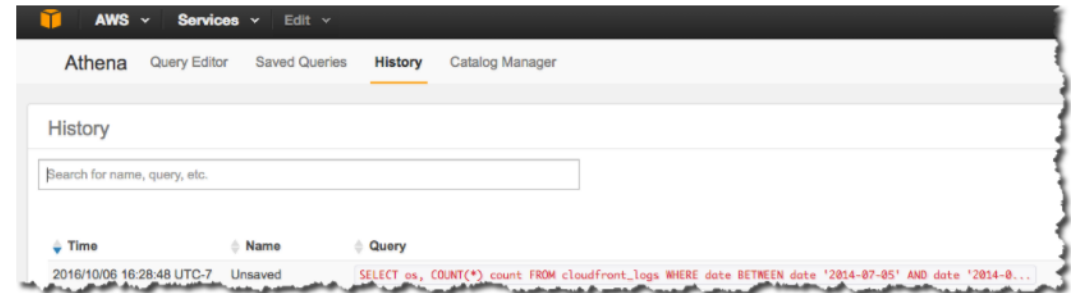 AWS Services Edit
Athena Query Editor Saved Queries History Catalog Manager
History
Search for name, query, etc.
Time Name Query
2016/10/06 16:28:48 UTC-7 Unsaved SELECT os, COUNT(*) count FROM cloudfront_logs WHERE date BETWEEN date '2014-07-05' AND date '2014-0...